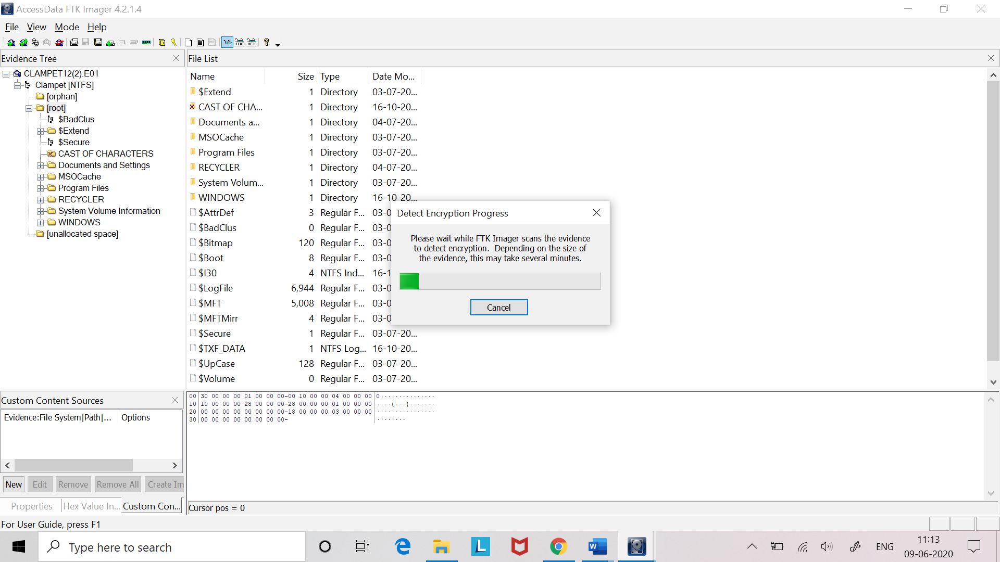 AccessData FTK Imager 4.2.1.4
File View Mode Help
Evidence Tree
CLAMPET12(2).E01
Clampet [NTFS]
[orphan]
[root]
$BadClus
$Extend
$Secure
CAST OF CHARACTERS
Documents and Settings
MSOCache
Program Files
RECYCLER
System Volume Information
WINDOWS
[unallocated space]
File List
Name Size Type Date Mo...
$Extend 1 Directory 03-07-20...
CAST OF CHA... 1 Directory 16-10-20...
Documents a... 1 Directory 04-07-20...
MSOCache 1 Directory 03-07-20...
Program Files 1 Directory 03-07-20...
RECYCLER 1 Directory 04-07-20...
System Volum... 1 Directory 03-07-20...
WINDOWS 1 Directory 16-10-20...
$AttrDef 3 Regular F... 03-0
$BadClus 0 Regular F... 03-0
$Bitmap 120 Regular F... 03-0
$Boot 8 Regular F... 03-0
$I30 4 NTFS Ind... 16-1
$LogFile 6,944 Regular F... 03-0
$MFT 5,008 Regular F... 03-0
$MFTMirr 4 Regular F... 03-0
$Secure 1 Regular F... 03-07-20...
$TXF_DATA 1 NTFS Log... 16-10-20...
$UpCase 128 Regular F... 03-07-20...
$Volume 0 Regular F... 03-07-20...
Detect Encryption Progress
Please wait while FTK Imager scans the evidence
to detect encryption. Depending on the size of
the evidence, this may take several minutes.
Cancel
Custom Content Sources
Evidence:File System|Path|... Options
New Edit Remove Remove All Create Im
Properties Hex Value In... Custom Con...
00 30 00 00 00 01 00 00 00-00 10 00 00 04 00 00 00 0···············
10 10 00 00 00 28 00 00 00-28 00 00 00 01 00 00 00 ····(···(·······
20 00 00 00 00 00 00 00 00-18 00 00 00 03 00 00 00 ················
30 00 00 00 00 00 00 00 00- ········
Cursor pos = 0
For User Guide, press F1
Type here to search
ENG
11:13
09-06-2020